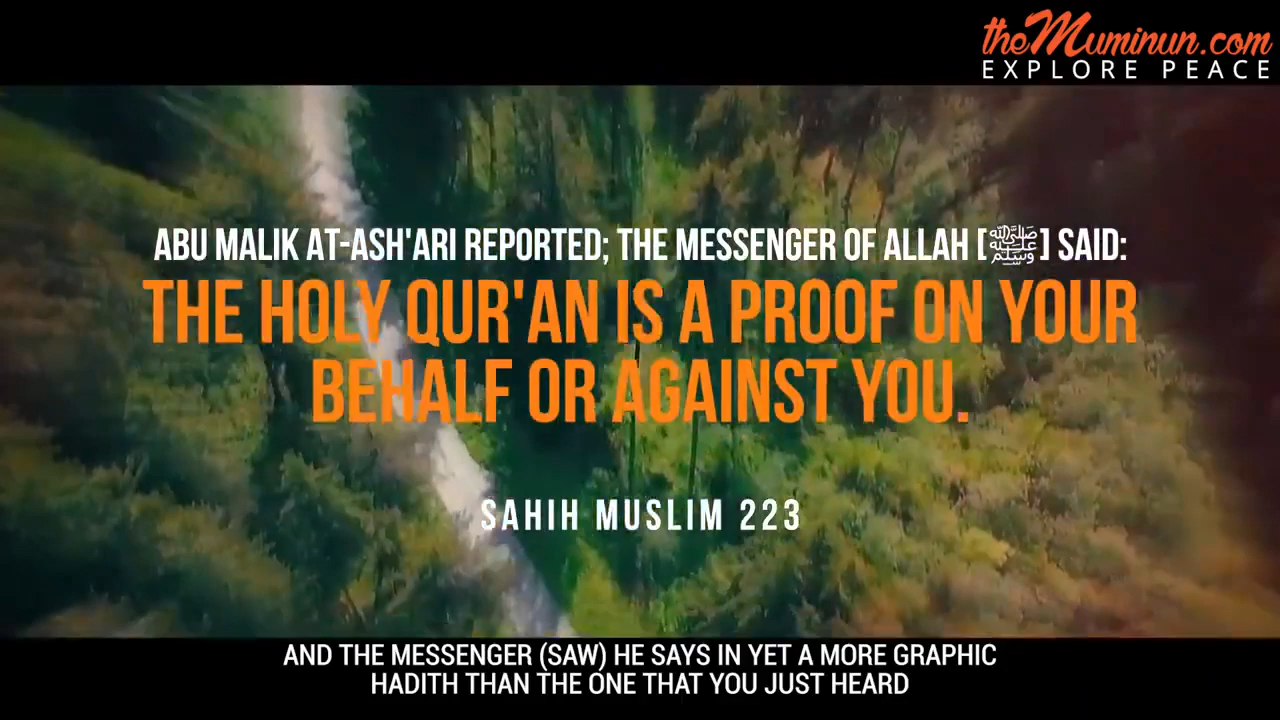 theMuminun.com
EXPLORE PEACE
ABU MALIK AT-ASH'ARI REPORTED; THE MESSENGER OF ALLAH [ﷺ] SAID:
THE HOLY QUR'AN IS A PROOF ON YOUR
BEHALF OR AGAINST YOU.
SAHIH MUSLIM 223
AND THE MESSENGER (SAW) HE SAYS IN YET A MORE GRAPHIC
HADITH THAN THE ONE THAT YOU JUST HEARD